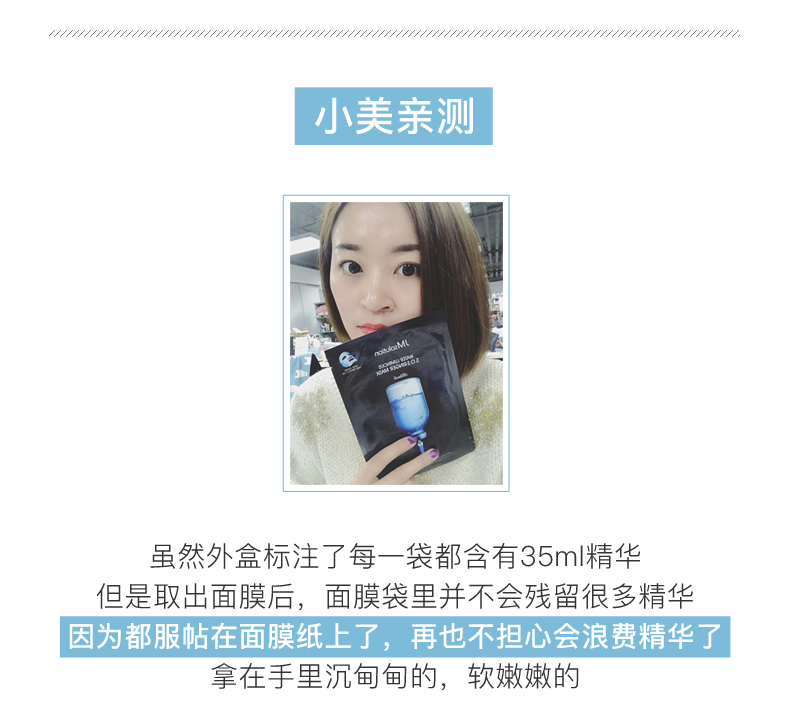 小美亲测
JMsolution
WATER LUMINOUS
S.O.S RINGER MASK
虽然外盒标注了每一袋都含有35ml精华
但是取出面膜后，面膜袋里并不会残留很多精华
因为都服帖在面膜纸上了，再也不担心会浪费精华了
拿在手里沉甸甸的，软嫩嫩的